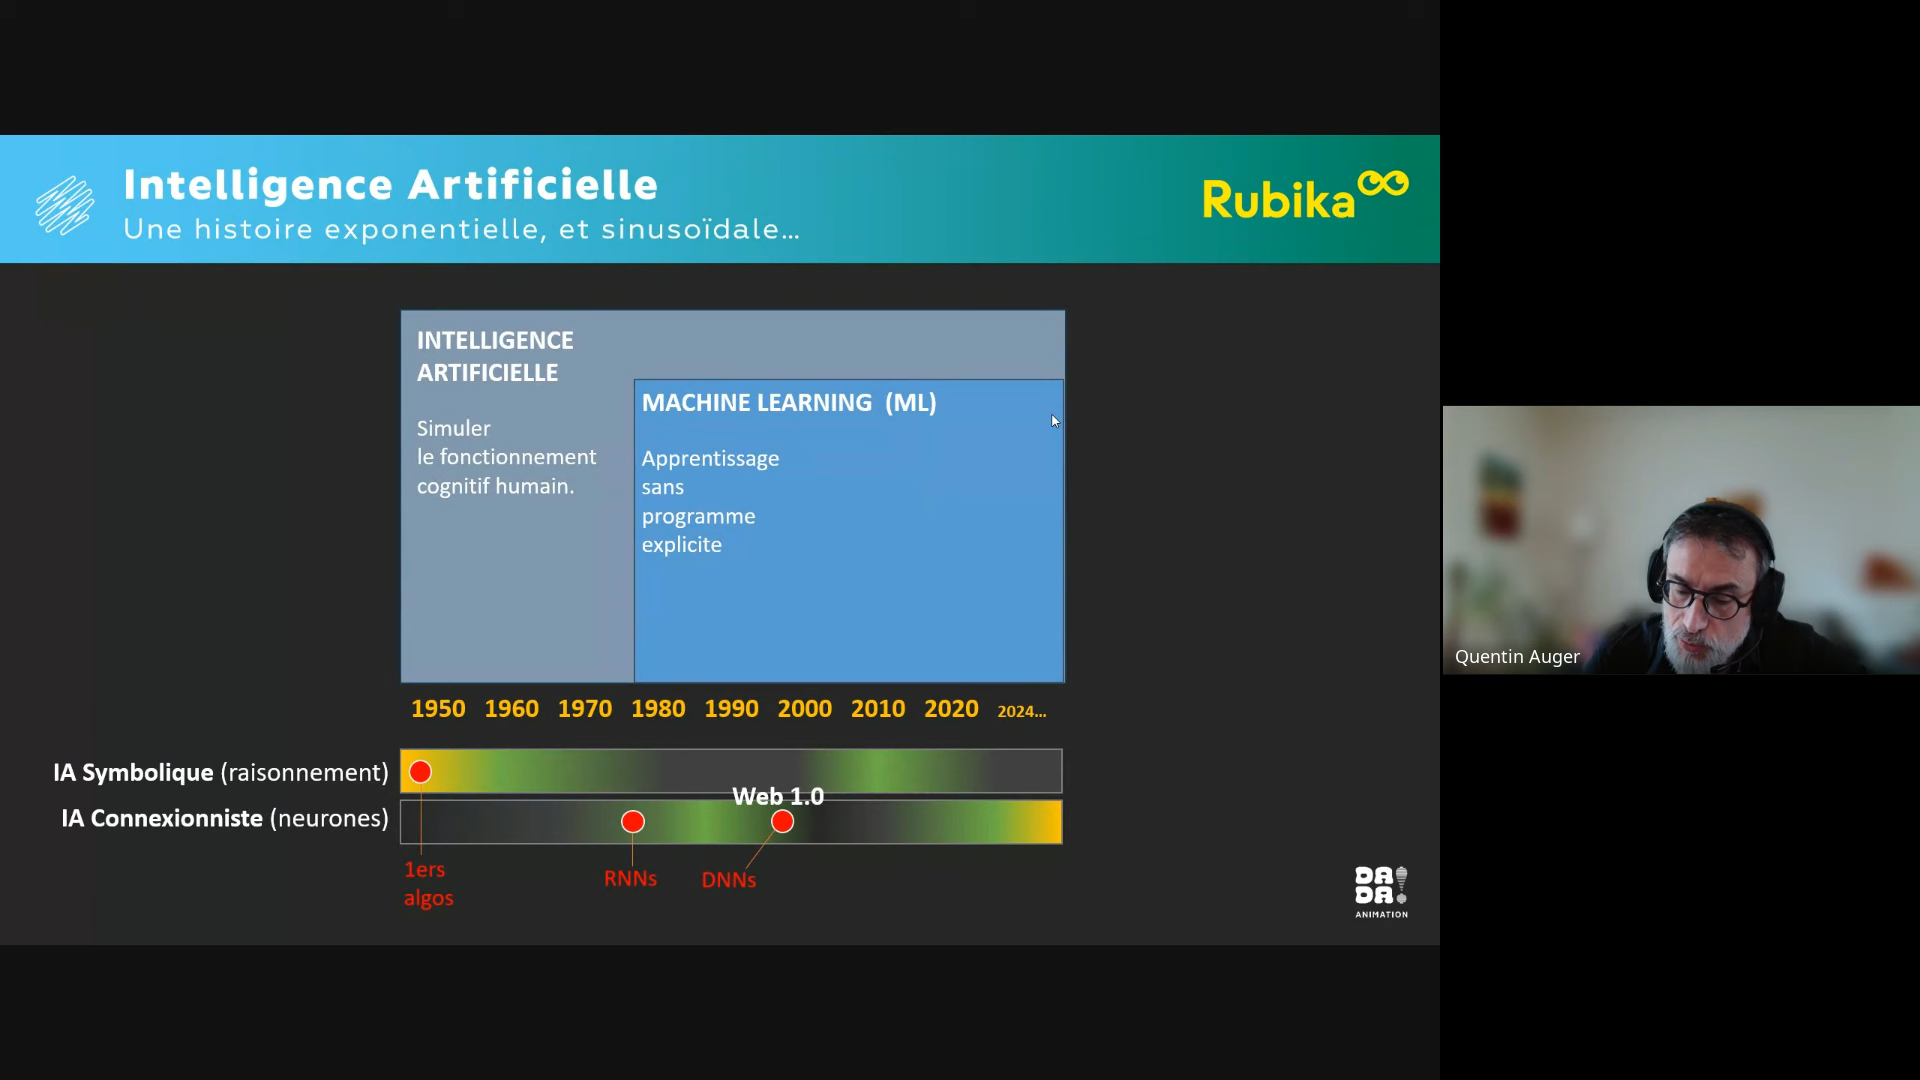 Intelligence Artificielle
Une histoire exponentielle, et sinusoïdale...
Rubika
INTELLIGENCE
ARTIFICIELLE
Simuler
le fonctionnement
cognitif humain.
MACHINE LEARNING (ML)
Apprentissage
sans
programme
explicite
1950 1960 1970 1980 1990 2000 2010 2020 2024...
IA Symbolique (raisonnement)
Web 1.0
IA Connexionniste (neurones)
1ers
algos
RNNs
DNNs
DADA!
ANIMATION
Quentin Auger